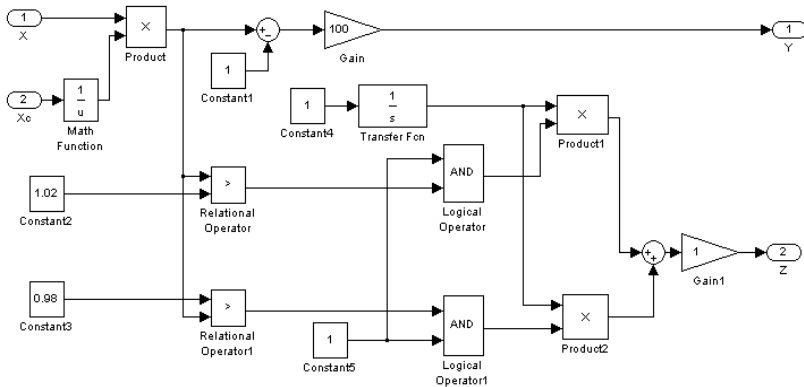 1
X
×
Product
+
−
100
Gain
1
Y
2
Xc
1
u
Math
Function
1
Constant1
1
Constant4
1
s
Transfer Fcn
×
Product1
1.02
Constant2
>
Relational
Operator
AND
Logical
Operator
0.98
Constant3
>
Relational
Operator1
1
Constant5
AND
Logical
Operator1
×
Product2
+
+
1
Gain1
2
Z